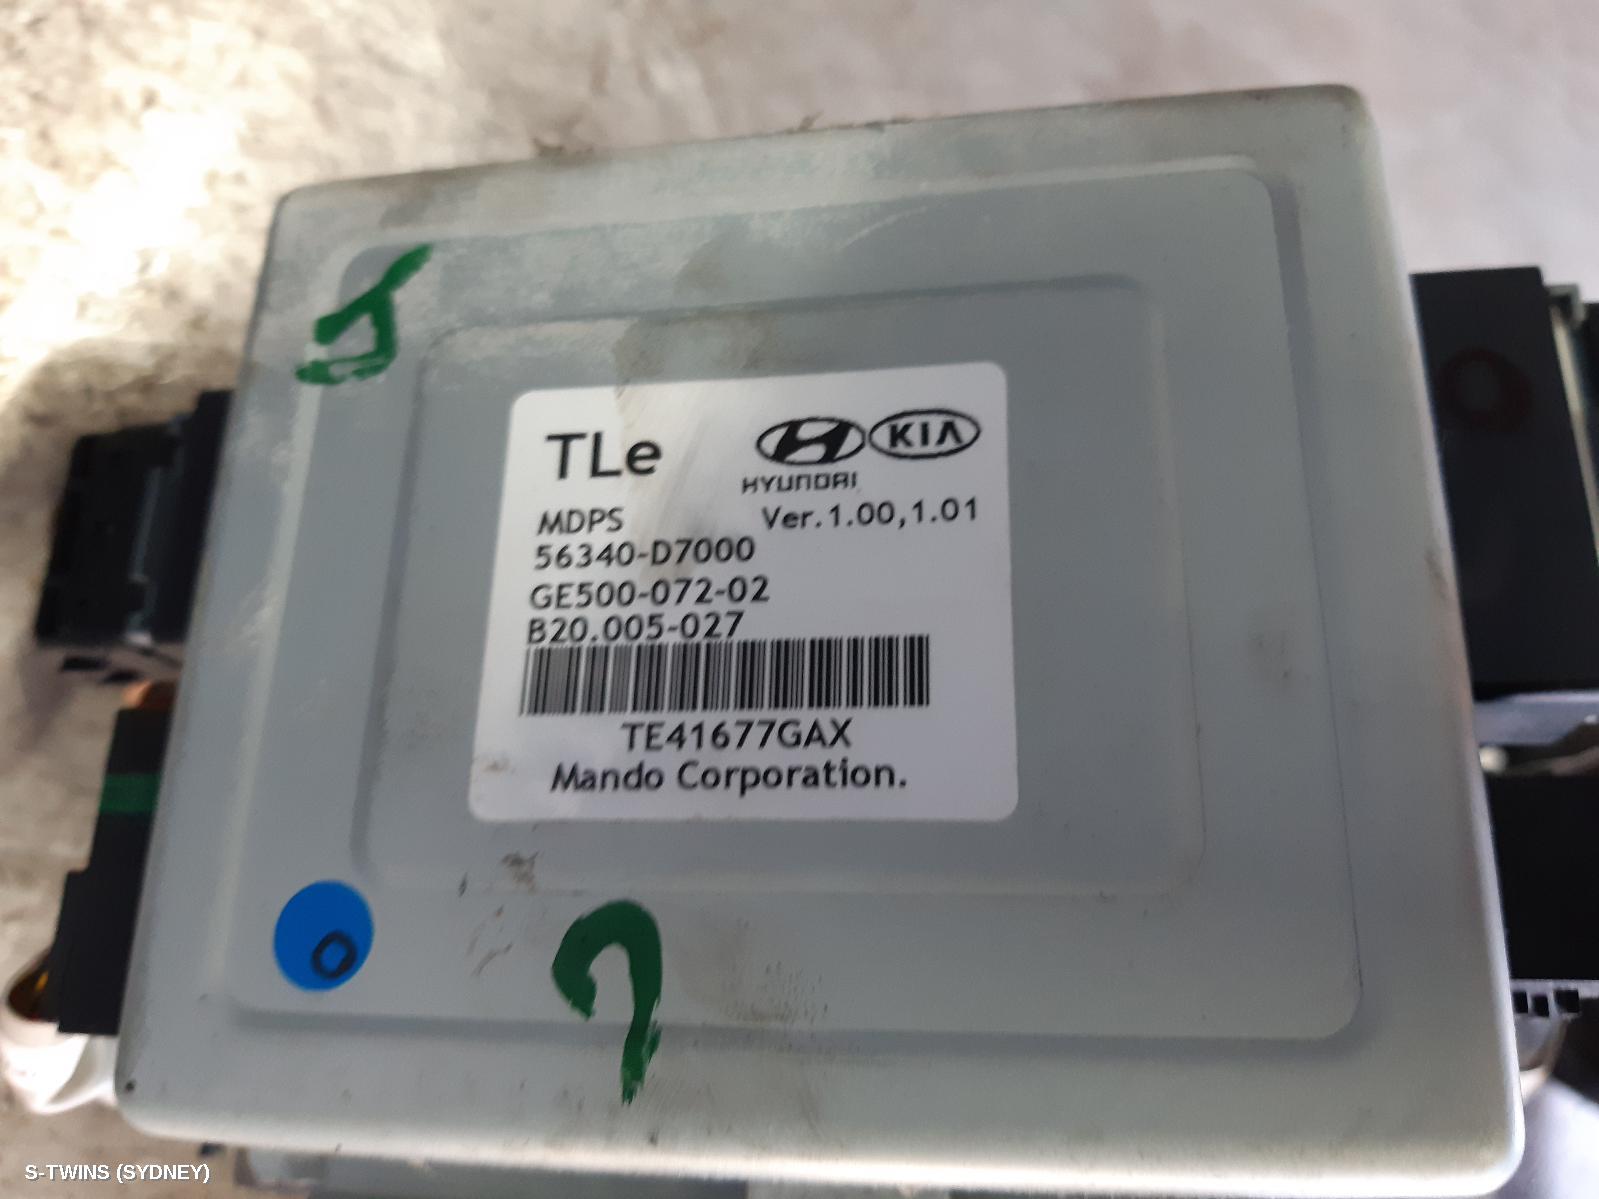 TLe
HYUNDAI
KIA
MDPS Ver.1.00,1.01
56340-D7000
GE500-072-02
B20.005-027
TE41677GAX
Mando Corporation.
S-TWINS (SYDNEY)